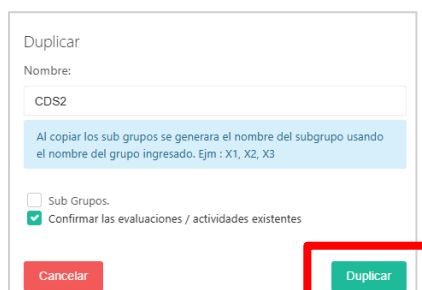 Duplicar
Nombre:
CDS2
Al copiar los sub grupos se generara el nombre del subgrupo usando
el nombre del grupo ingresado. Ejm : X1, X2, X3
Sub Grupos.
Confirmar las evaluaciones / actividades existentes
Cancelar
Duplicar